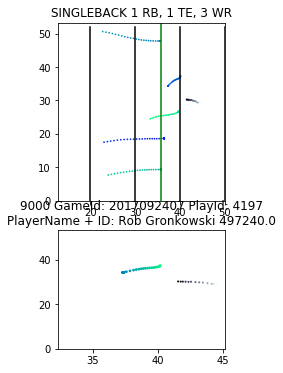 SINGLEBACK 1 RB, 1 TE, 3 WR
50
40
30
20
10
0
20 30 40 50
9000 GameId: 2017092407 PlayId: 4197
PlayerName + ID: Rob Gronkowski 497240.0
40
20
0
35 40 45